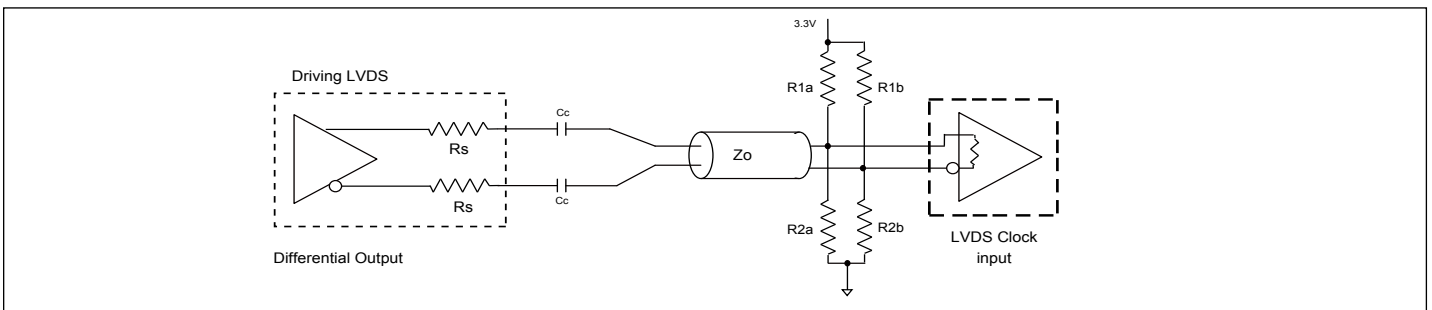 3.3V
Driving LVDS
R1a
R1b
Cc
Rs
Zo
Rs
Cc
R2a
R2b
LVDS Clock
input
Differential Output